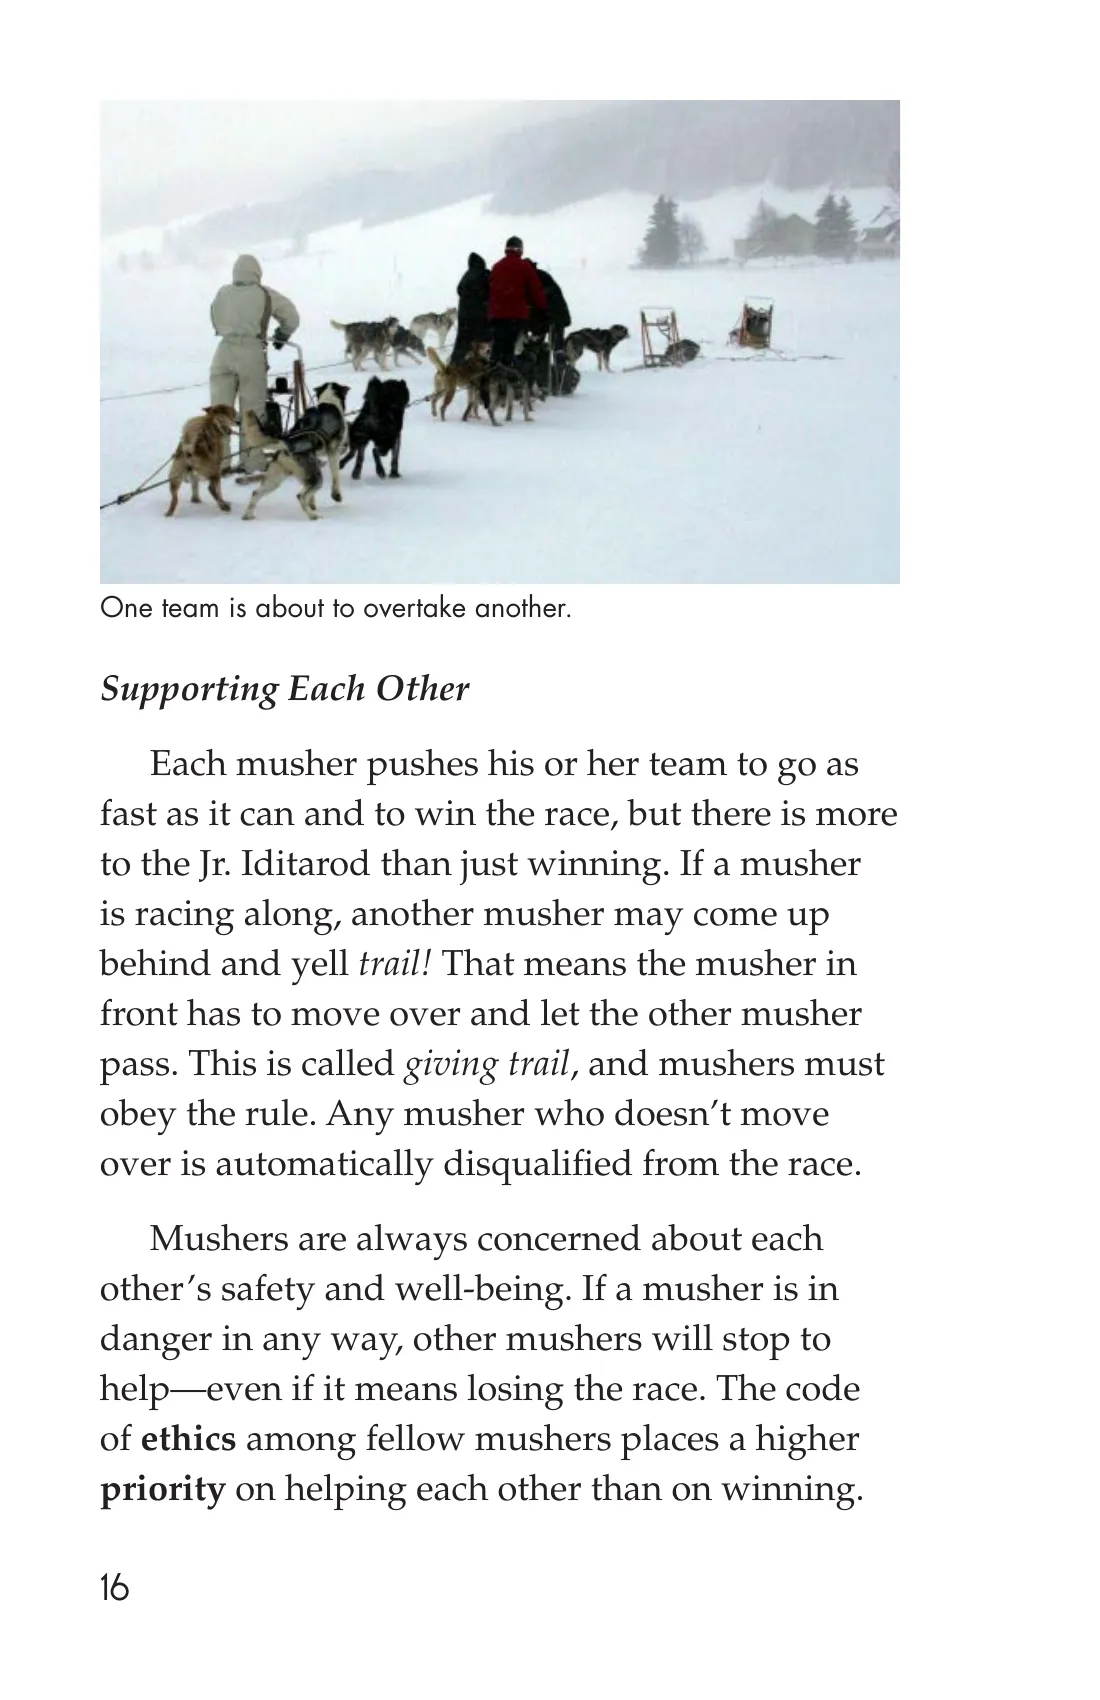 One team is about to overtake another.
Supporting Each Other
Each musher pushes his or her team to go as
fast as it can and to win the race, but there is more
to the Jr. Iditarod than just winning. If a musher
is racing along, another musher may come up
behind and yell trail! That means the musher in
front has to move over and let the other musher
pass. This is called giving trail, and mushers must
obey the rule. Any musher who doesn’t move
over is automatically disqualified from the race.
Mushers are always concerned about each
other’s safety and well-being. If a musher is in
danger in any way, other mushers will stop to
help—even if it means losing the race. The code
of ethics among fellow mushers places a higher
priority on helping each other than on winning.
16